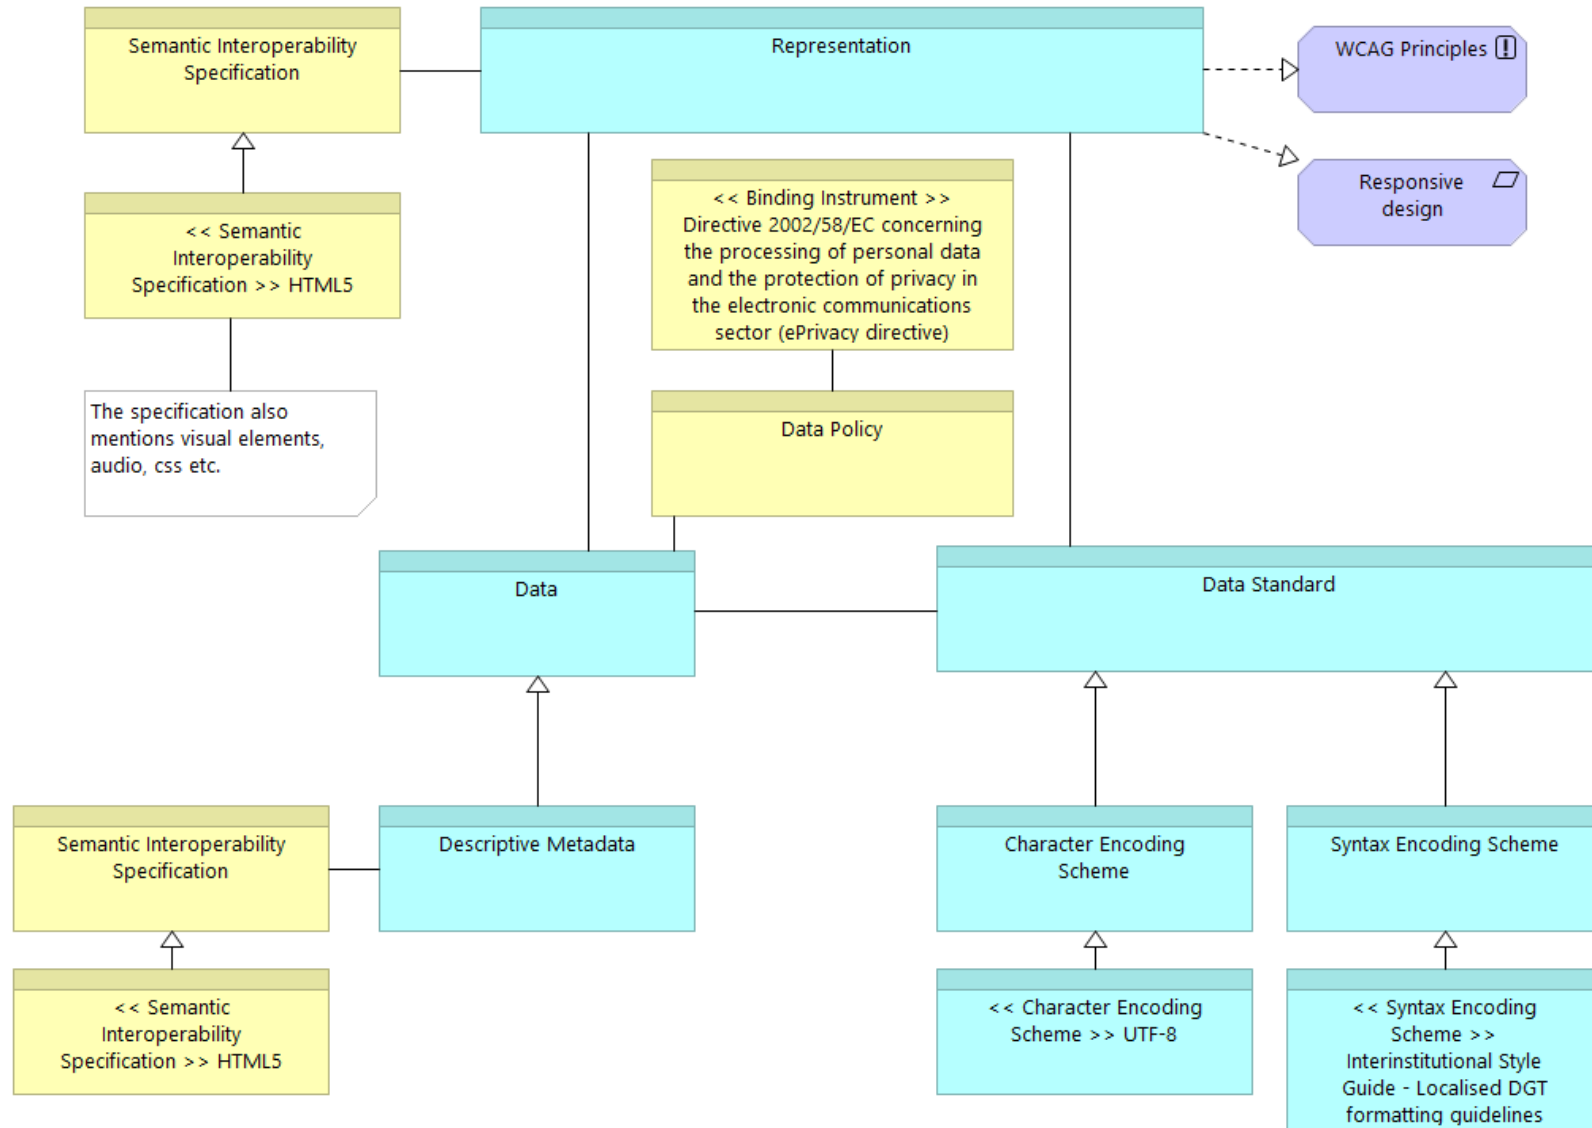 Semantic Interoperability
Specification
Representation
WCAG Principles
Responsive
design
<< Semantic
Interoperability
Specification >> HTML5
<< Binding Instrument >>
Directive 2002/58/EC concerning
the processing of personal data
and the protection of privacy in
the electronic communications
sector (ePrivacy directive)
The specification also
mentions visual elements,
audio, css etc.
Data Policy
Data
Data Standard
Semantic Interoperability
Specification
Descriptive Metadata
Character Encoding
Scheme
Syntax Encoding Scheme
<< Semantic
Interoperability
Specification >> HTML5
<< Character Encoding
Scheme >> UTF-8
<< Syntax Encoding
Scheme >>
Interinstitutional Style
Guide - Localised DGT
formatting guidelines